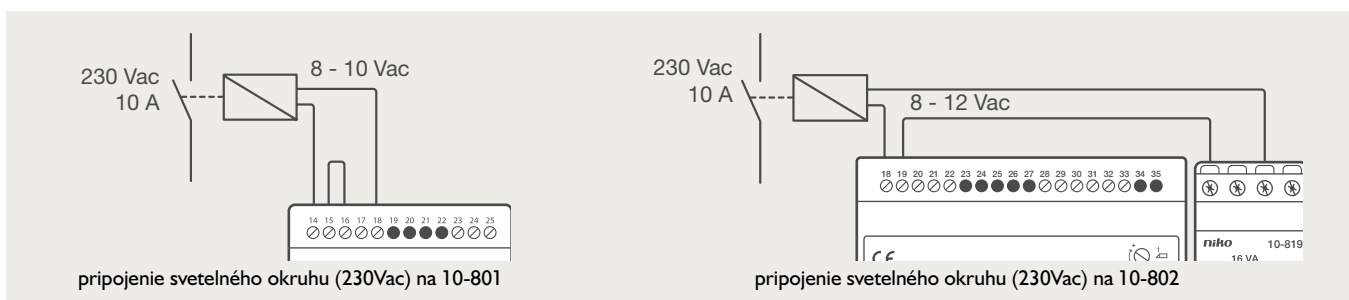 230 Vac
10 A
8 - 10 Vac
14 15 16 17 18 19 20 21 22 23 24 25
pripojenie svetelného okruhu (230Vac) na 10-801
230 Vac
10 A
8 - 12 Vac
18 19 20 21 22 23 24 25 26 27 28 29 30 31 32 33 34 35
CE
+ t
niko 10-819
16 VA
pripojenie svetelného okruhu (230Vac) na 10-802